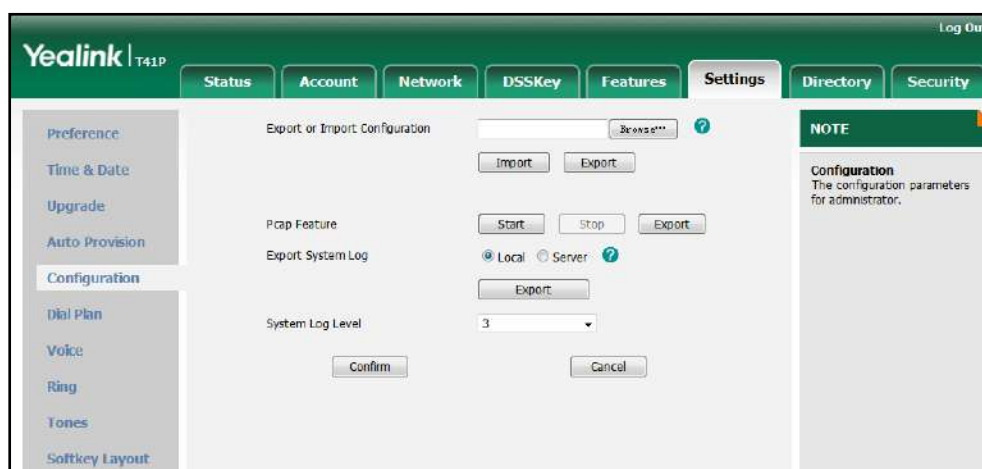 Log Ou
Yealink T41P
Status Account Network DSSKey Features Settings Directory Security
Preference
Time & Date
Upgrade
Auto Provision
Configuration
Dial Plan
Voice
Ring
Tones
Softkey Layout
Export or Import Configuration Browse... ?
Import Export
Pcap Feature Start Stop Export
Export System Log Local Server ?
Export
System Log Level 3
Confirm Cancel
NOTE
Configuration
The configuration parameters
for admnistrator.